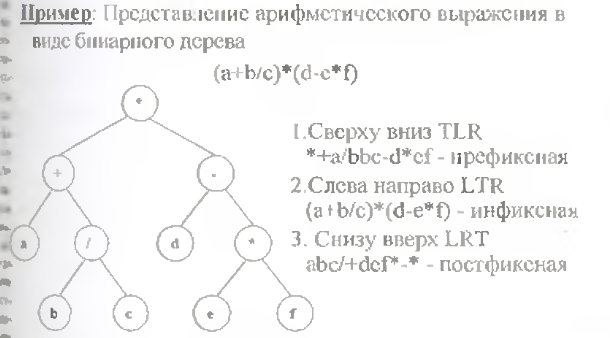 Пример: Представление арифметического выражения в
виде бинарного дерева
(a+b/c)*(d-e*f)
*
+
-
a
/
d
*
b
c
e
f
1.Сверху вниз TLR
*+a/bbc-d*ef - префиксная
2.Слева направо LTR
(a+b/c)*(d-e*f) - инфиксная
3. Снизу вверх LRT
abc/+def*-* - постфиксная